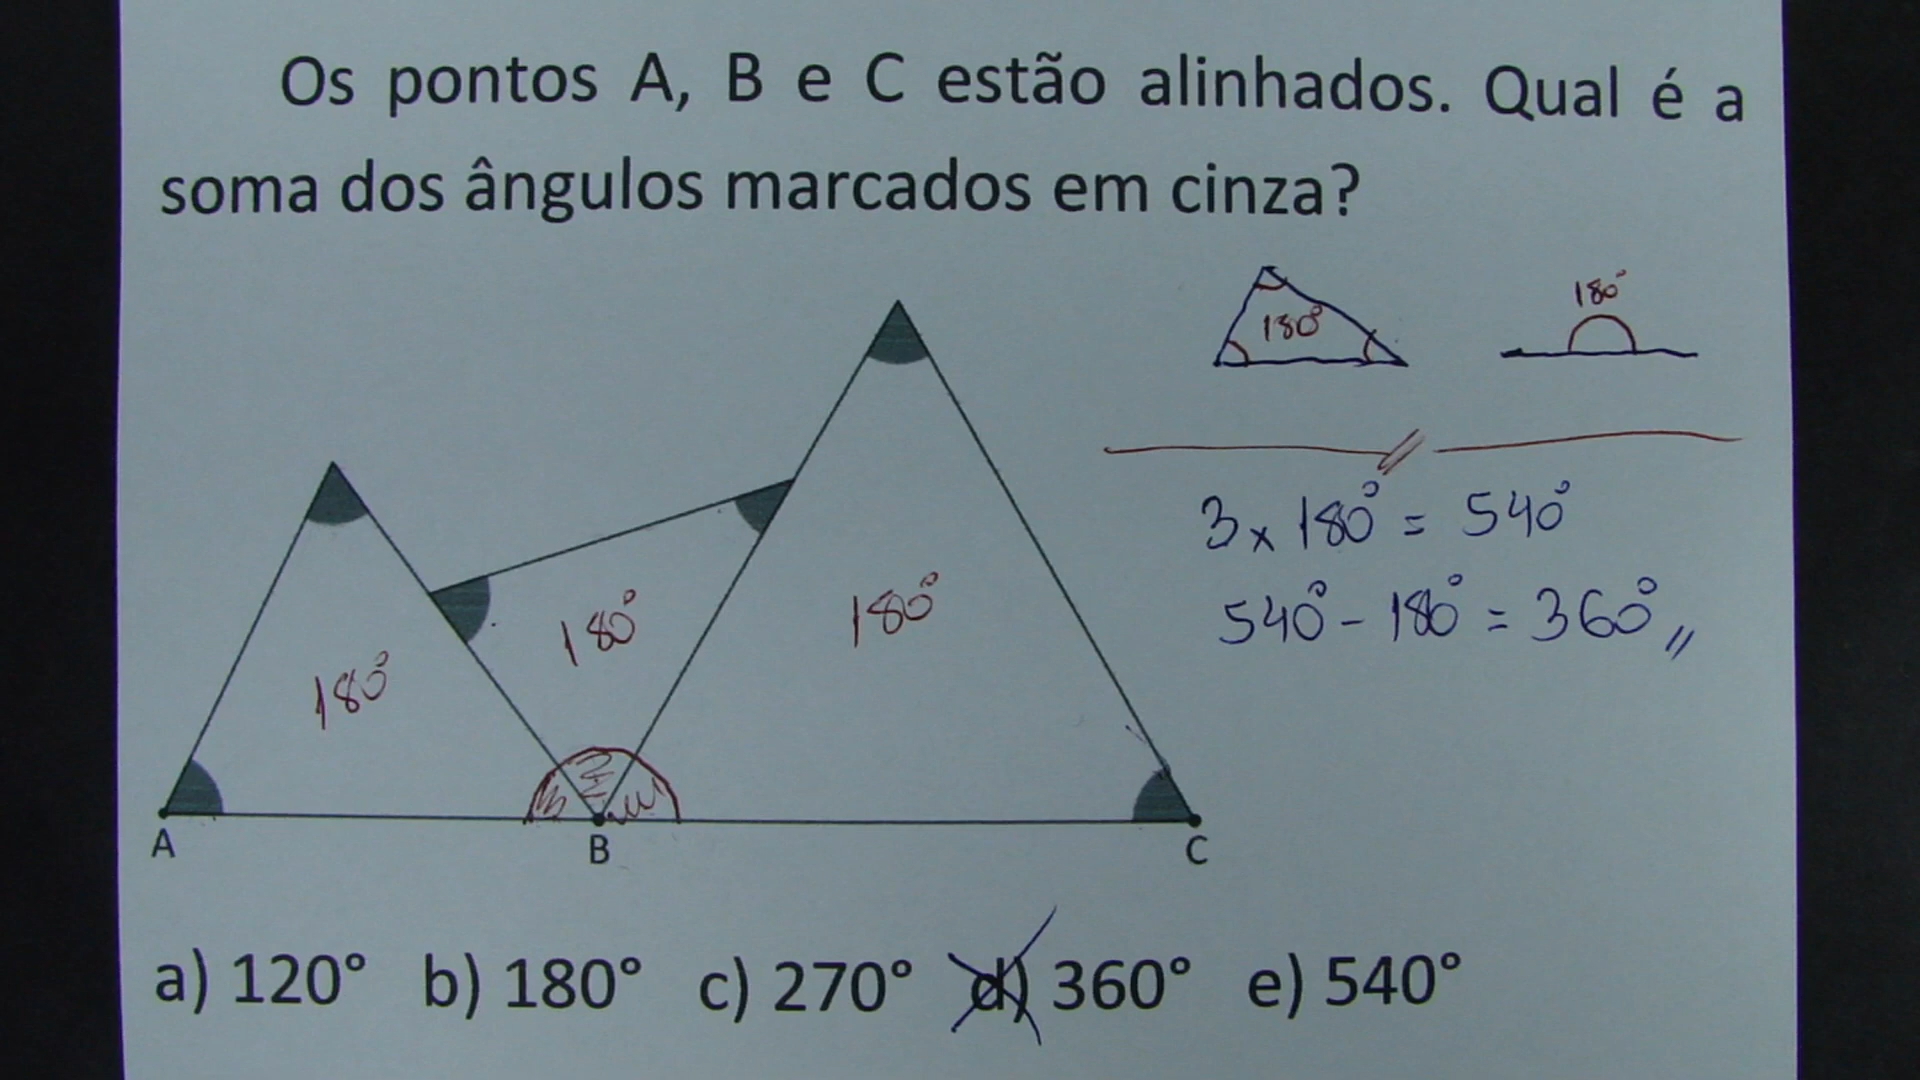 Os pontos A, B e C estão alinhados. Qual é a
soma dos ângulos marcados em cinza?
180°
180°
3 x 180° = 540°
540° - 180° = 360° //
180°
180°
180°
A
B
C
a) 120° b) 180° c) 270° d) 360° e) 540°